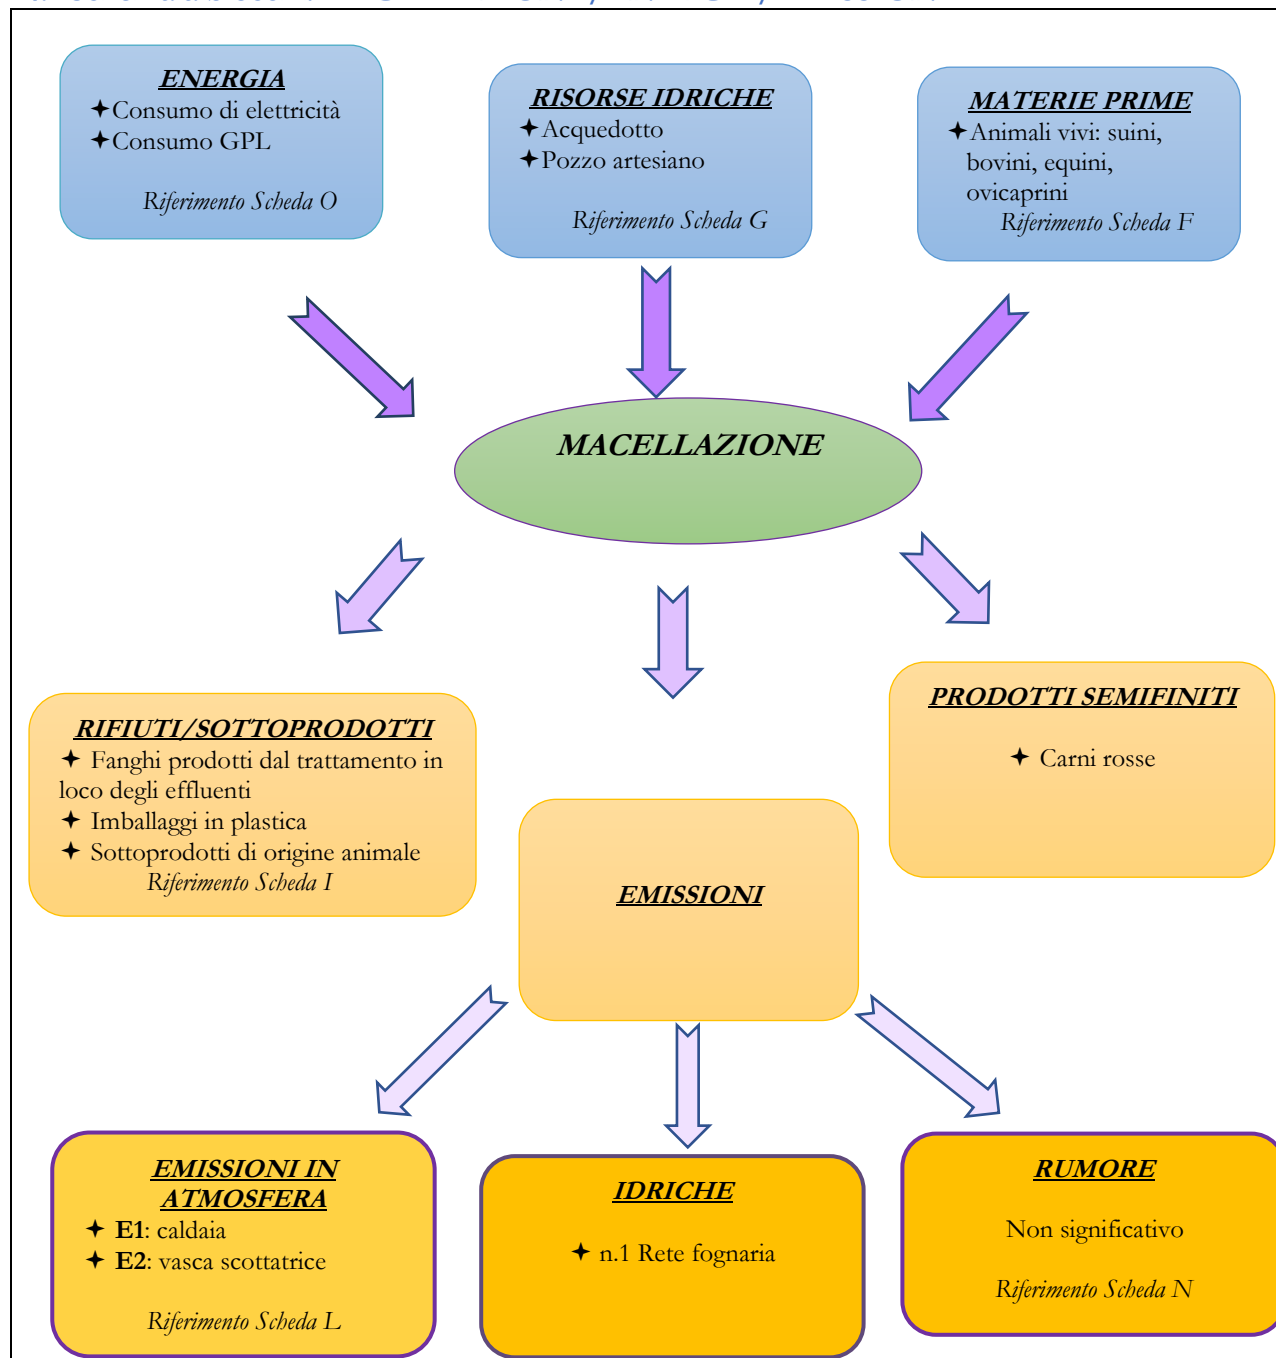 ENERGIA
✦Consumo di elettricità
✦Consumo GPL
Riferimento Scheda O
RISORSE IDRICHE
✦Acquedotto
✦Pozzo artesiano
Riferimento Scheda G
MATERIE PRIME
✦Animali vivi: suini,
bovini, equini,
ovicaprini
Riferimento Scheda F
MACELLAZIONE
RIFIUTI/SOTTOPRODOTTI
✦ Fanghi prodotti dal trattamento in
loco degli effluenti
✦ Imballaggi in plastica
✦ Sottoprodotti di origine animale
Riferimento Scheda I
PRODOTTI SEMIFINITI
✦ Carni rosse
EMISSIONI
EMISSIONI IN
ATMOSFERA
✦ E1: caldaia
✦ E2: vasca scottatrice
Riferimento Scheda L
IDRICHE
✦ n.1 Rete fognaria
RUMORE
Non significativo
Riferimento Scheda N